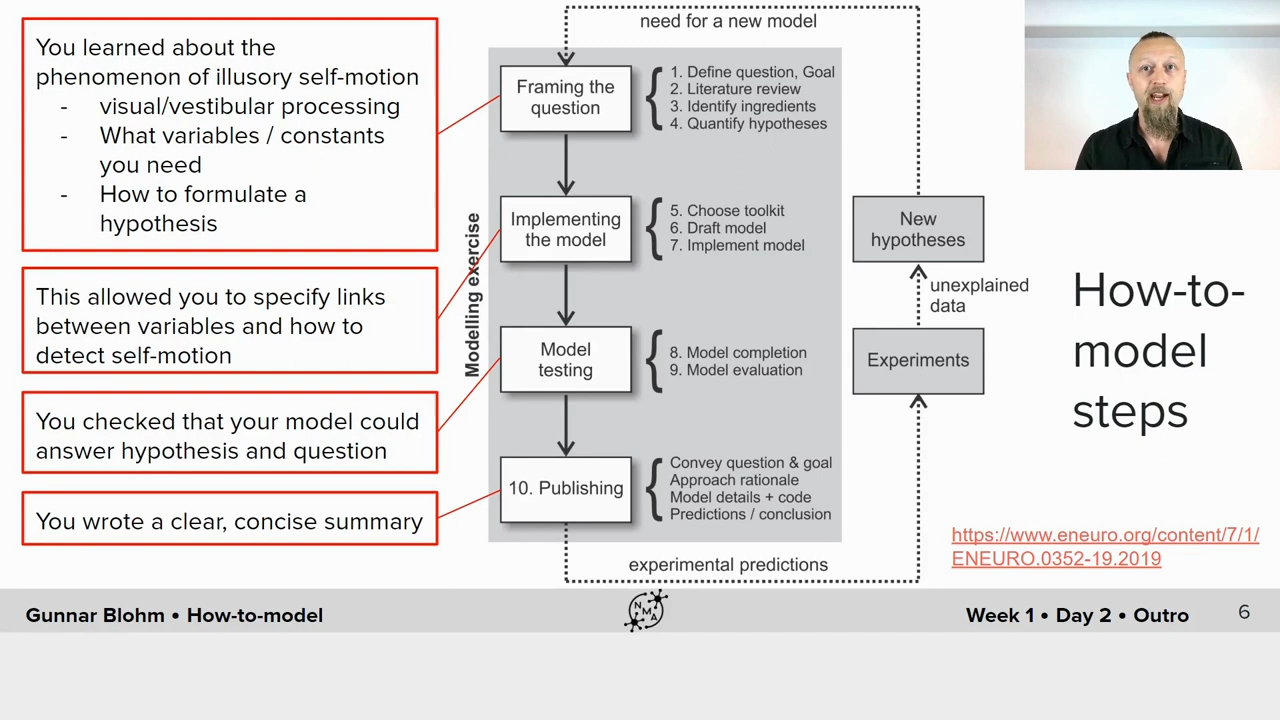 You learned about the
phenomenon of illusory self-motion
- visual/vestibular processing
- What variables / constants
you need
- How to formulate a
hypothesis
This allowed you to specify links
between variables and how to
detect self-motion
You checked that your model could
answer hypothesis and question
You wrote a clear, concise summary
need for a new model
Modelling exercise
Framing the
question
1. Define question, Goal
2. Literature review
3. Identify ingredients
4. Quantify hypotheses
Implementing
the model
5. Choose toolkit
6. Draft model
7. Implement model
Model
testing
8. Model completion
9. Model evaluation
10. Publishing
Convey question & goal
Approach rationale
Model details + code
Predictions / conclusion
experimental predictions
New
hypotheses
unexplained
data
Experiments
How-to-
model
steps
https://www.eneuro.org/content/7/1/
ENEURO.0352-19.2019
Gunnar Blohm • How-to-model
NMA
Week 1 • Day 2 • Outro
6